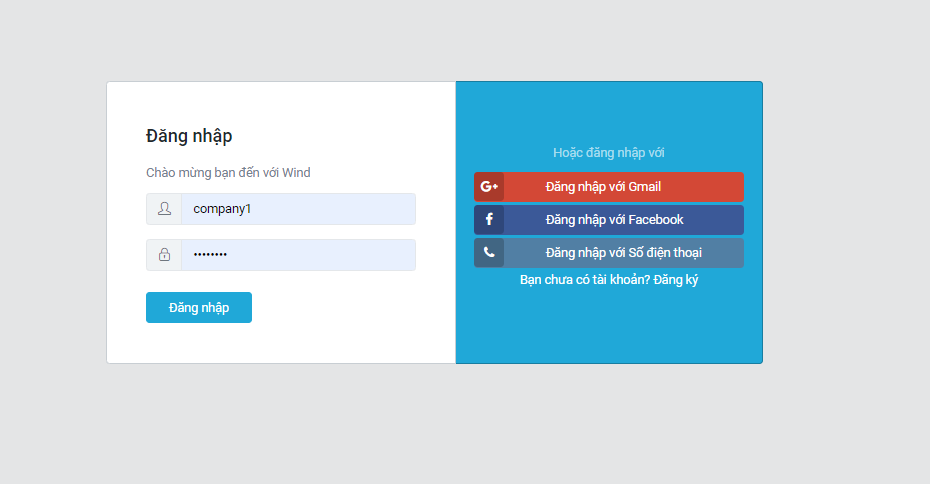 Đăng nhập
Chào mừng bạn đến với Wind
company1
••••••••
Đăng nhập
Hoặc đăng nhập với
G+ Đăng nhập với Gmail
f Đăng nhập với Facebook
Đăng nhập với Số điện thoại
Bạn chưa có tài khoản? Đăng ký